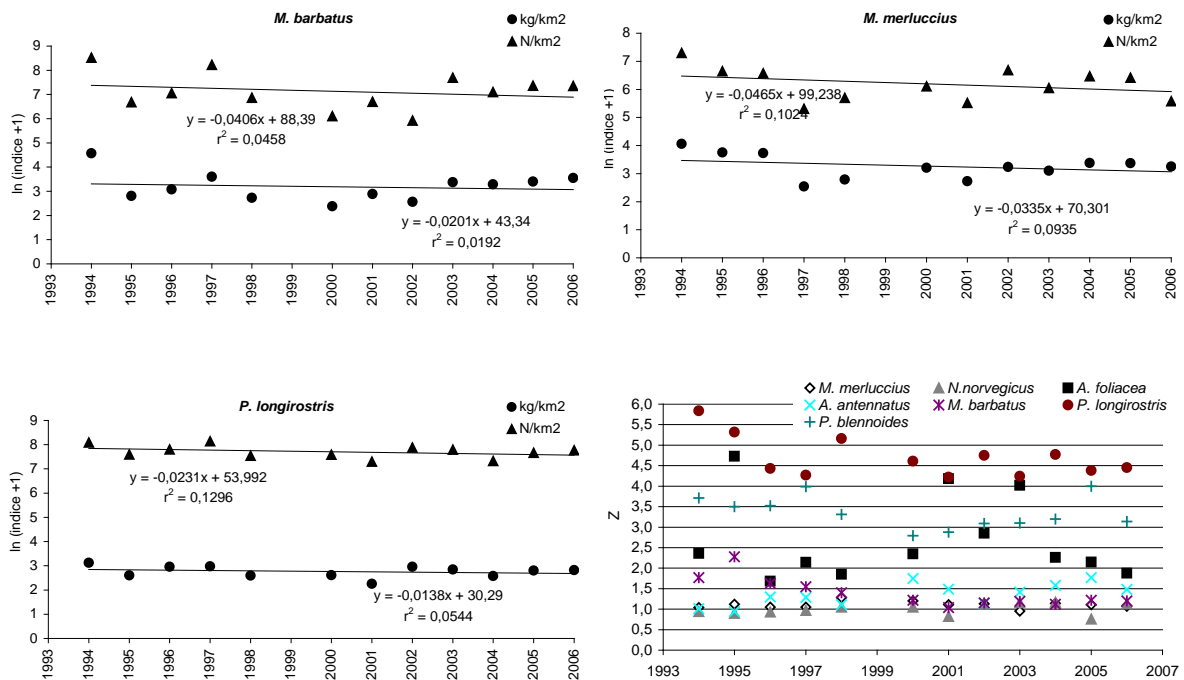 M. barbatus
kg/km2
N/km2
9
8
7
6
5
4
3
2
1
0
ln (indice +1)
y = -0,0406x + 88,39
r2 = 0,0458
y = -0,0201x + 43,34
r2 = 0,0192
1993
1994
1995
1996
1997
1998
1999
2000
2001
2002
2003
2004
2005
2006
M. merluccius
kg/km2
N/km2
8
7
6
5
4
3
2
1
0
ln (indice +1)
y = -0,0465x + 99,238
r2 = 0,1024
y = -0,0335x + 70,301
r2 = 0,0935
1993
1994
1995
1996
1997
1998
1999
2000
2001
2002
2003
2004
2005
2006
P. longirostris
kg/km2
N/km2
9
8
7
6
5
4
3
2
1
0
ln (indice +1)
y = -0,0231x + 53,992
r2 = 0,1296
y = -0,0138x + 30,29
r2 = 0,0544
1993
1994
1995
1996
1997
1998
1999
2000
2001
2002
2003
2004
2005
2006
M. merluccius N.norvegicus A. foliacea
A. antennatus M. barbatus P. longirostris
P. blennoides
6,0
5,5
5,0
4,5
4,0
3,5
3,0
2,5
2,0
1,5
1,0
0,5
0,0
Z
1993 1995 1997 1999 2001 2003 2005 2007